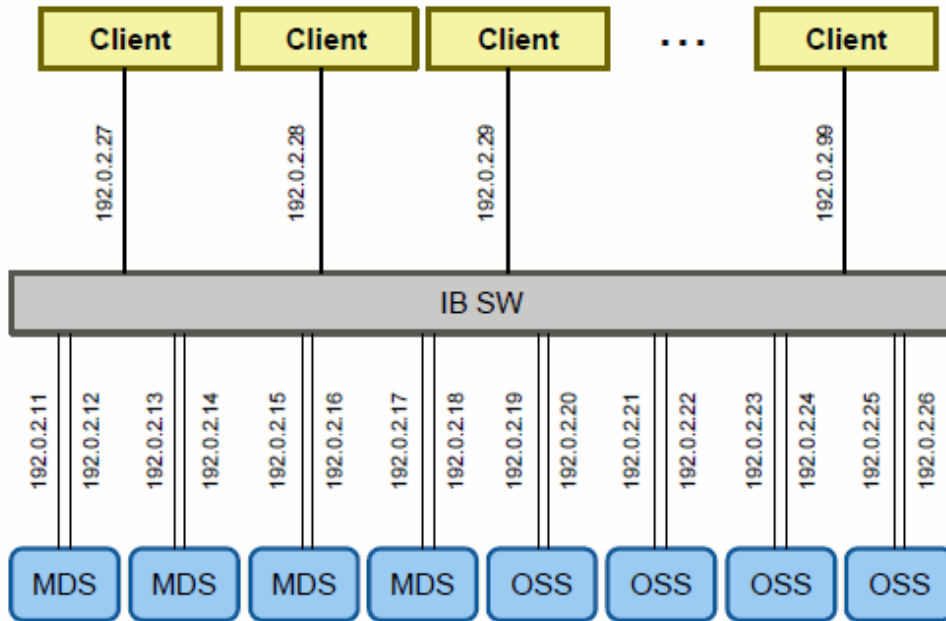 Client Client Client ... Client
192.0.2.27 192.0.2.28 192.0.2.29 192.0.2.99
IB SW
192.0.2.11 192.0.2.12 192.0.2.13 192.0.2.14 192.0.2.15 192.0.2.16 192.0.2.17 192.0.2.18 192.0.2.19 192.0.2.20 192.0.2.21 192.0.2.22 192.0.2.23 192.0.2.24 192.0.2.25 192.0.2.26
MDS MDS MDS MDS OSS OSS OSS OSS